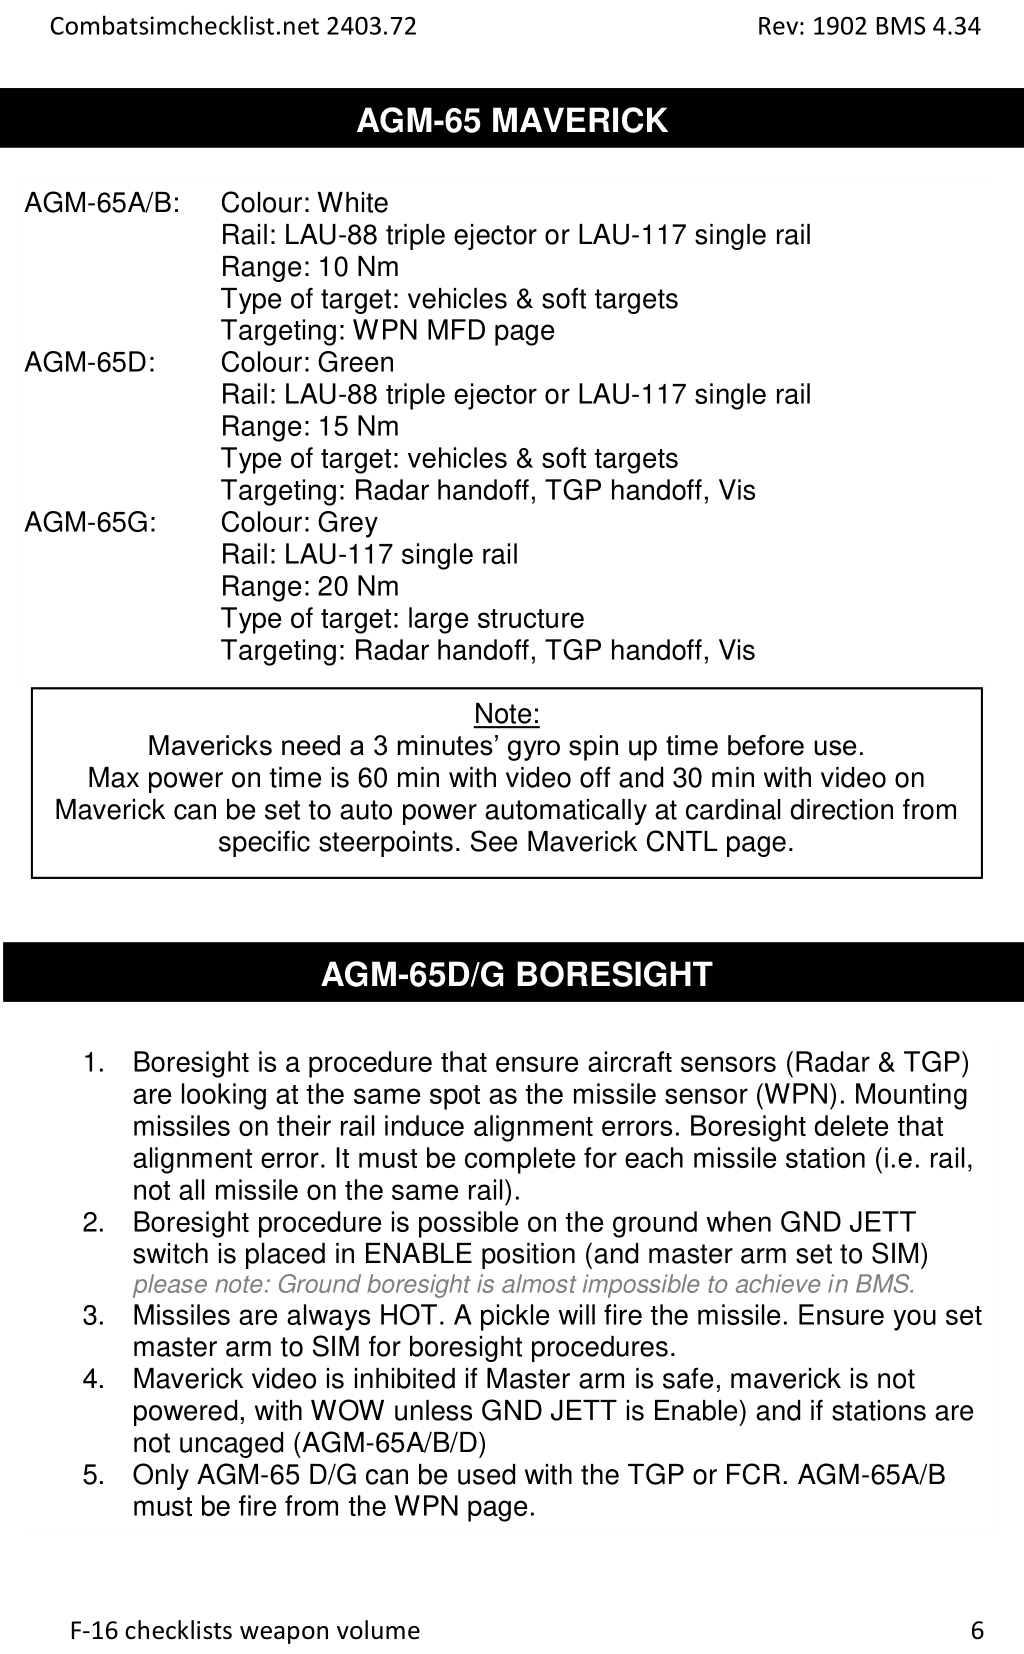 Combatsimchecklist.net 2403.72 Rev: 1902 BMS 4.34
AGM-65 MAVERICK
AGM-65A/B: Colour: White
Rail: LAU-88 triple ejector or LAU-117 single rail
Range: 10 Nm
Type of target: vehicles & soft targets
Targeting: WPN MFD page
AGM-65D: Colour: Green
Rail: LAU-88 triple ejector or LAU-117 single rail
Range: 15 Nm
Type of target: vehicles & soft targets
Targeting: Radar handoff, TGP handoff, Vis
AGM-65G: Colour: Grey
Rail: LAU-117 single rail
Range: 20 Nm
Type of target: large structure
Targeting: Radar handoff, TGP handoff, Vis
Note:
Mavericks need a 3 minutes’ gyro spin up time before use.
Max power on time is 60 min with video off and 30 min with video on
Maverick can be set to auto power automatically at cardinal direction from
specific steerpoints. See Maverick CNTL page.
AGM-65D/G BORESIGHT
1. Boresight is a procedure that ensure aircraft sensors (Radar & TGP)
are looking at the same spot as the missile sensor (WPN). Mounting
missiles on their rail induce alignment errors. Boresight delete that
alignment error. It must be complete for each missile station (i.e. rail,
not all missile on the same rail).
2. Boresight procedure is possible on the ground when GND JETT
switch is placed in ENABLE position (and master arm set to SIM)
please note: Ground boresight is almost impossible to achieve in BMS.
3. Missiles are always HOT. A pickle will fire the missile. Ensure you set
master arm to SIM for boresight procedures.
4. Maverick video is inhibited if Master arm is safe, maverick is not
powered, with WOW unless GND JETT is Enable) and if stations are
not uncaged (AGM-65A/B/D)
5. Only AGM-65 D/G can be used with the TGP or FCR. AGM-65A/B
must be fire from the WPN page.
F-16 checklists weapon volume 6